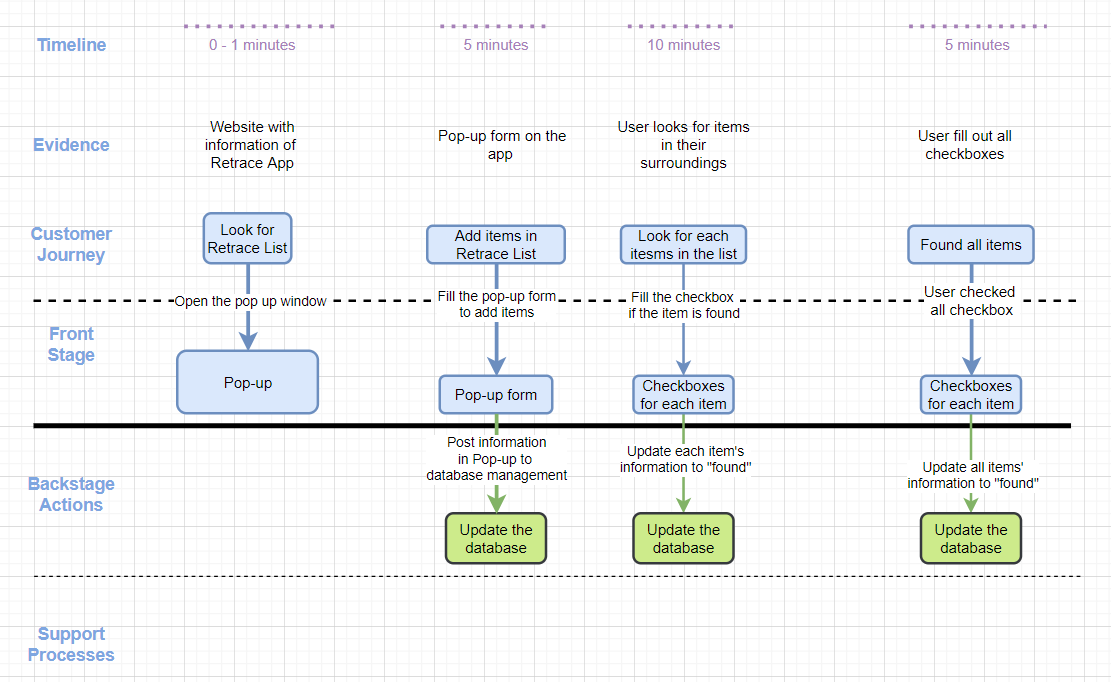 Timeline
0 - 1 minutes
5 minutes
10 minutes
5 minutes
Evidence
Website with
information of
Retrace App
Pop-up form on the
app
User looks for items
in their
surroundings
User fill out all
checkboxes
Customer
Journey
Look for
Retrace List
Add items in
Retrace List
Look for each
itesms in the list
Found all items
Open the pop up window
Fill the pop-up form
to add items
Fill the checkbox
if the item is found
User checked
all checkbox
Front
Stage
Pop-up
Pop-up form
Checkboxes
for each item
Checkboxes
for each item
Backstage
Actions
Post information
in Pop-up to
database management
Update each item's
information to "found"
Update all items'
information to "found"
Update the
database
Update the
database
Update the
database
Support
Processes